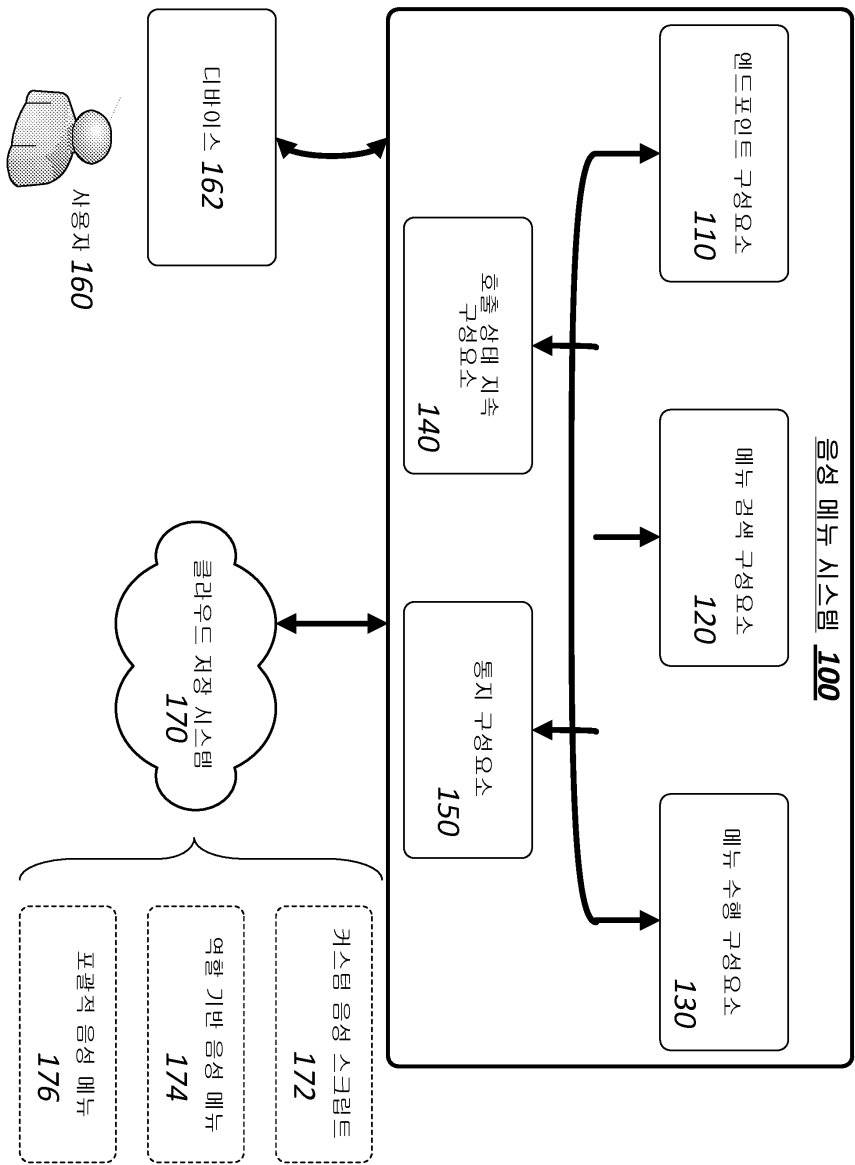 음성 메뉴 시스템 100
엔드포인트 구성요소
110
메뉴 검색 구성요소
120
메뉴 수행 구성요소
130
호출 상태 지속
구성요소
140
통지 구성요소
150
디바이스 162
사용자 160
클라우드 저장 시스템
170
커스텀 음성 스크립트
172
역할 기반 음성 메뉴
174
포괄적 음성 메뉴
176